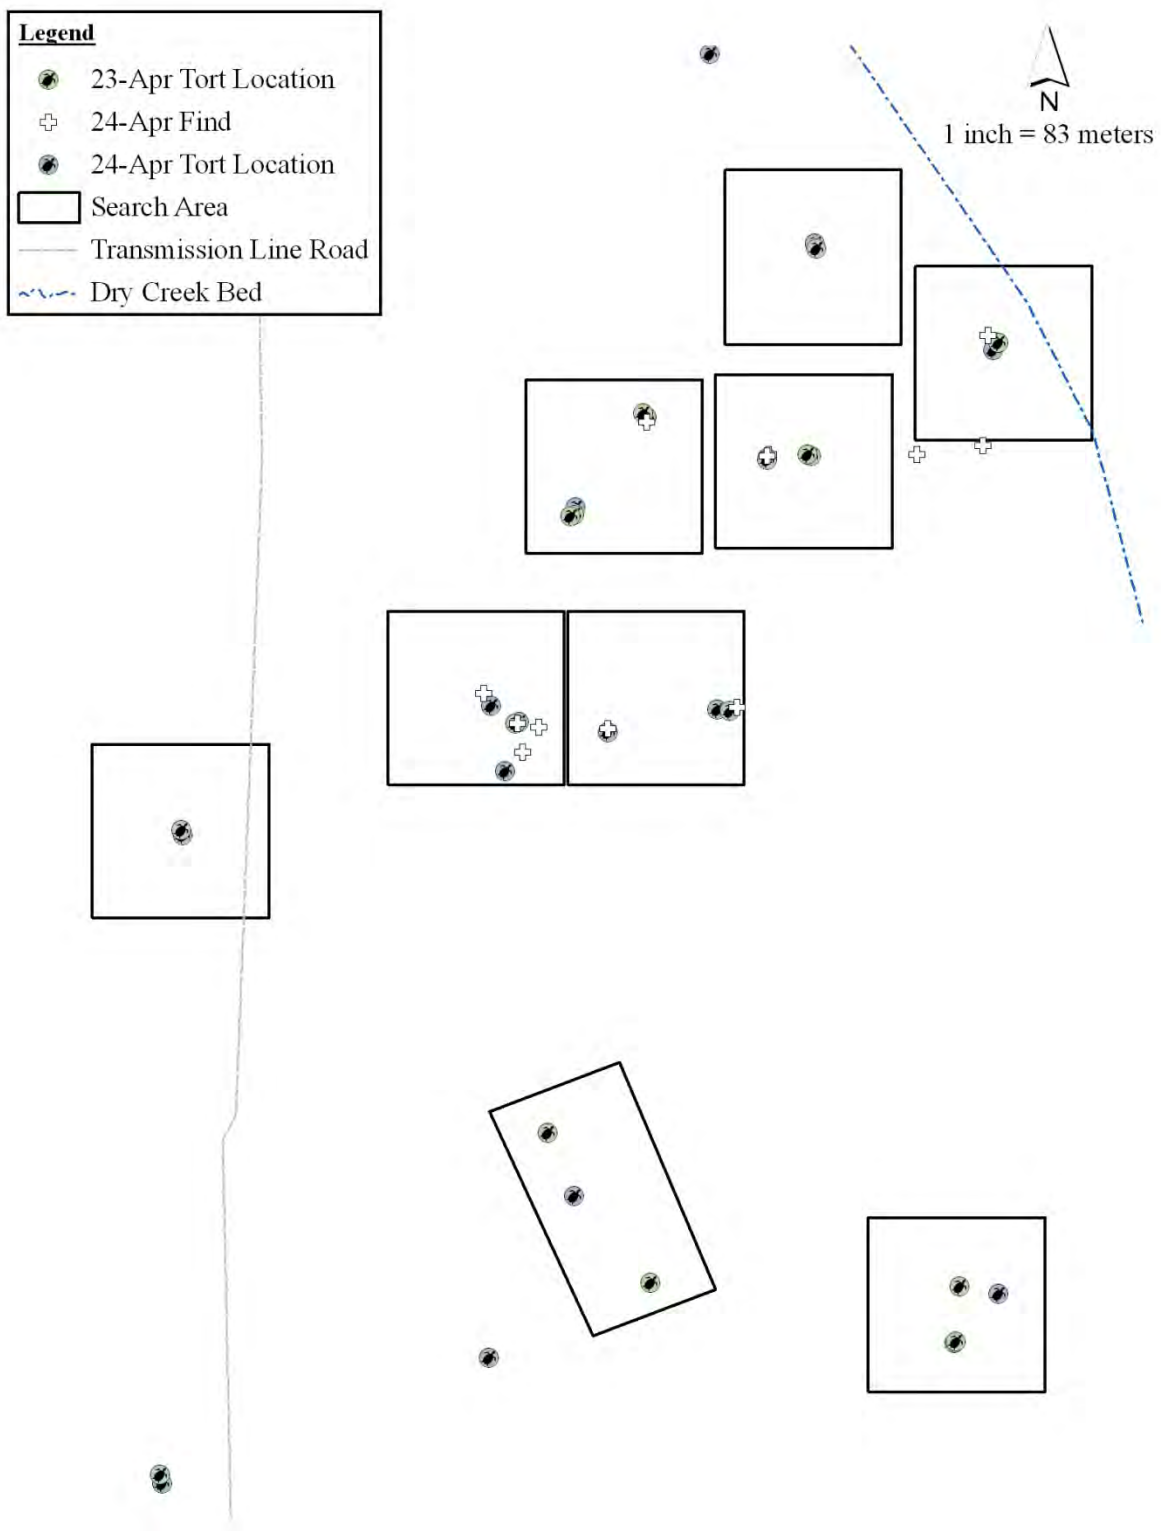 Legend
23-Apr Tort Location
24-Apr Find
24-Apr Tort Location
Search Area
Transmission Line Road
Dry Creek Bed
N
1 inch = 83 meters